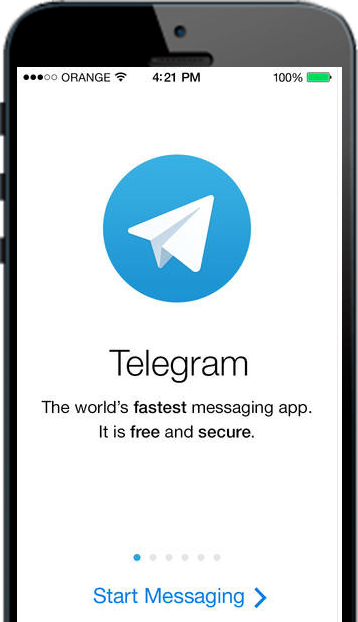 ORANGE 4:21 PM 100%
Telegram
The world's fastest messaging app.
It is free and secure.
Start Messaging